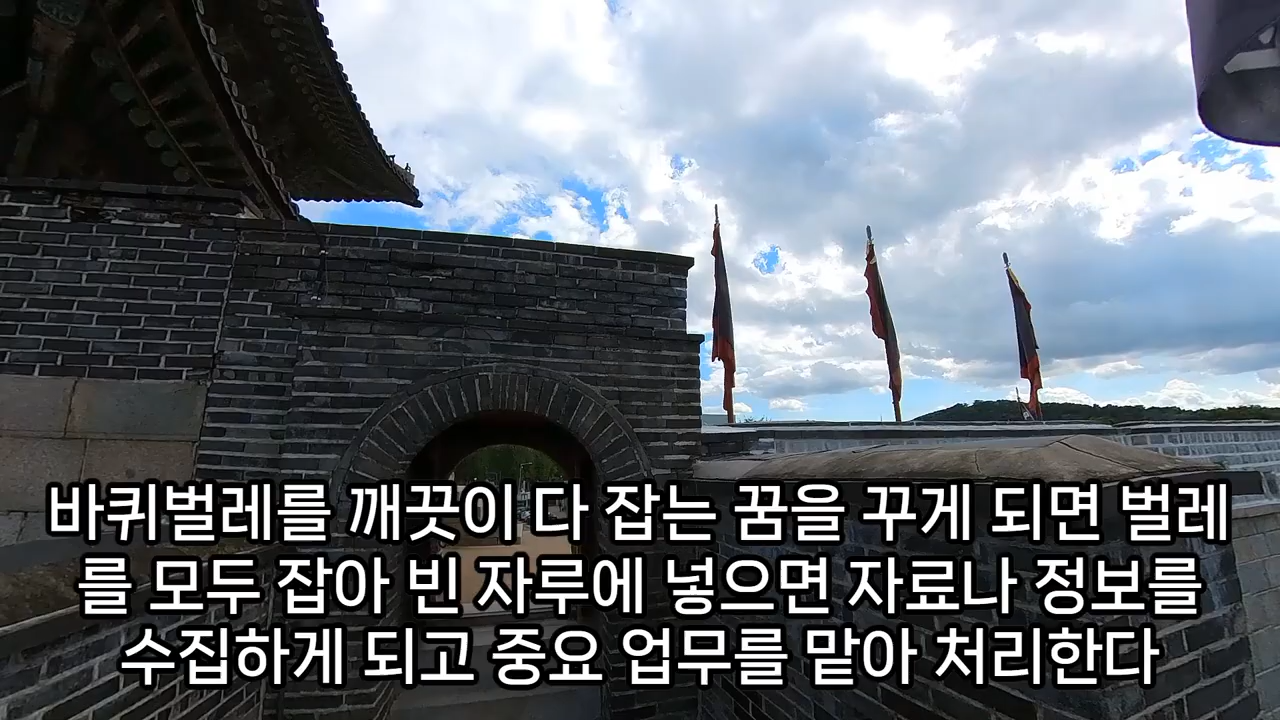 바퀴벌레를 깨끗이 다 잡는 꿈을 꾸게 되면 벌레
를 모두 잡아 빈 자루에 넣으면 자료나 정보를
수집하게 되고 중요 업무를 맡아 처리한다